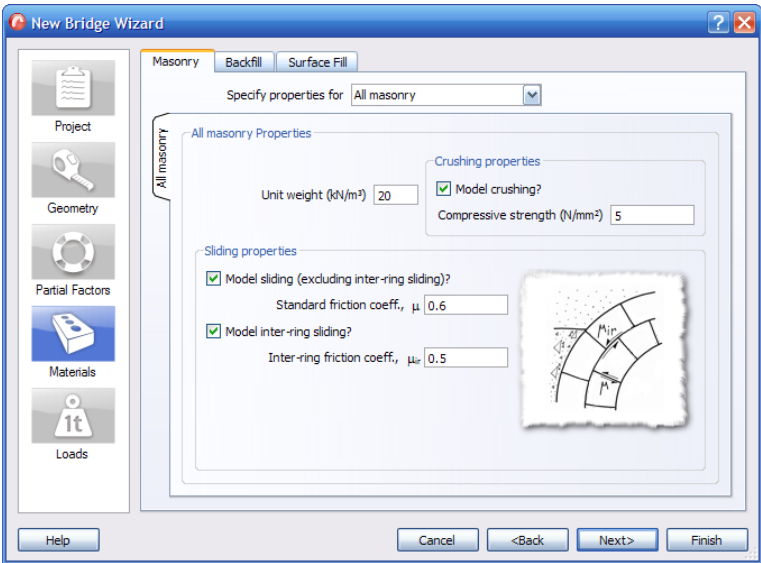 New Bridge Wizard
?
Project
Geometry
Partial Factors
Materials
1t
Loads
Masonry
Backfill
Surface Fill
Specify properties for All masonry
All masonry
All masonry Properties
Unit weight (kN/m³) 20
Crushing properties
Model crushing?
Compressive strength (N/mm²) 5
Sliding properties
Model sliding (excluding inter-ring sliding)?
Standard friction coeff., μ 0.6
Model inter-ring sliding?
Inter-ring friction coeff., μir 0.5
μir
μ
Help
Cancel
<Back
Next>
Finish